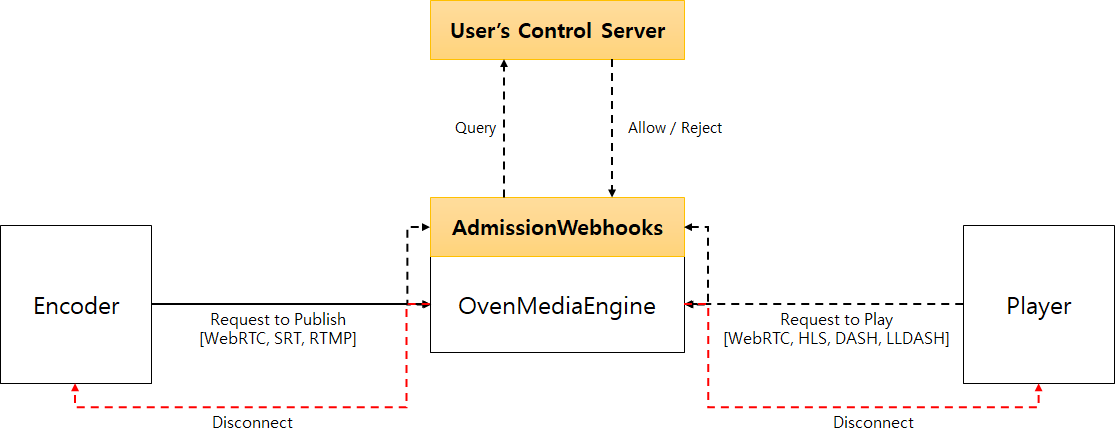 User's Control Server
Query
Allow / Reject
AdmissionWebhooks
Encoder
OvenMediaEngine
Player
Request to Publish
[WebRTC, SRT, RTMP]
Request to Play
[WebRTC, HLS, DASH, LLDASH]
Disconnect
Disconnect